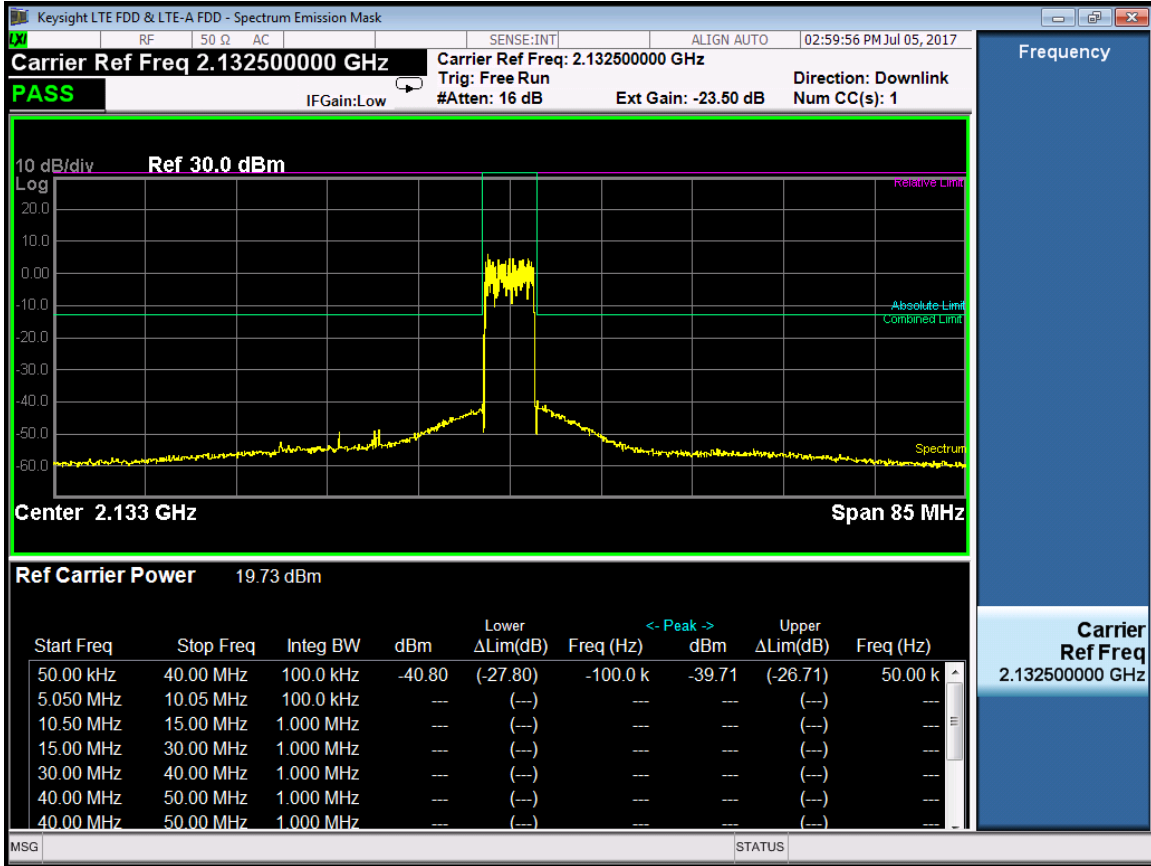 Keysight LTE FDD & LTE-A FDD - Spectrum Emission Mask
LXI RF 50 Ω AC SENSE:INT ALIGN AUTO 02:59:56 PM Jul 05, 2017
Carrier Ref Freq 2.132500000 GHz
PASS
IFGain:Low
Carrier Ref Freq: 2.132500000 GHz
Trig: Free Run Direction: Downlink
#Atten: 16 dB Ext Gain: -23.50 dB Num CC(s): 1
10 dB/div Ref 30.0 dBm
Log
Relative Limit
20.0
10.0
0.00
-10.0
Absolute Limit
Combined Limit
-20.0
-30.0
-40.0
-50.0
Spectrum
-60.0
Center 2.133 GHz Span 85 MHz
Ref Carrier Power 19.73 dBm
Lower <- Peak -> Upper
Start Freq Stop Freq Integ BW dBm ΔLim(dB) Freq (Hz) dBm ΔLim(dB) Freq (Hz)
50.00 kHz 40.00 MHz 100.0 kHz -40.80 (-27.80) -100.0 k -39.71 (-26.71) 50.00 k
5.050 MHz 10.05 MHz 100.0 kHz --- (---) --- --- (---) ---
10.50 MHz 15.00 MHz 1.000 MHz --- (---) --- --- (---) ---
15.00 MHz 30.00 MHz 1.000 MHz --- (---) --- --- (---) ---
30.00 MHz 40.00 MHz 1.000 MHz --- (---) --- --- (---) ---
40.00 MHz 50.00 MHz 1.000 MHz --- (---) --- --- (---) ---
40.00 MHz 50.00 MHz 1.000 MHz --- (---) --- --- (---) ---
MSG STATUS
Frequency
Carrier
Ref Freq
2.132500000 GHz